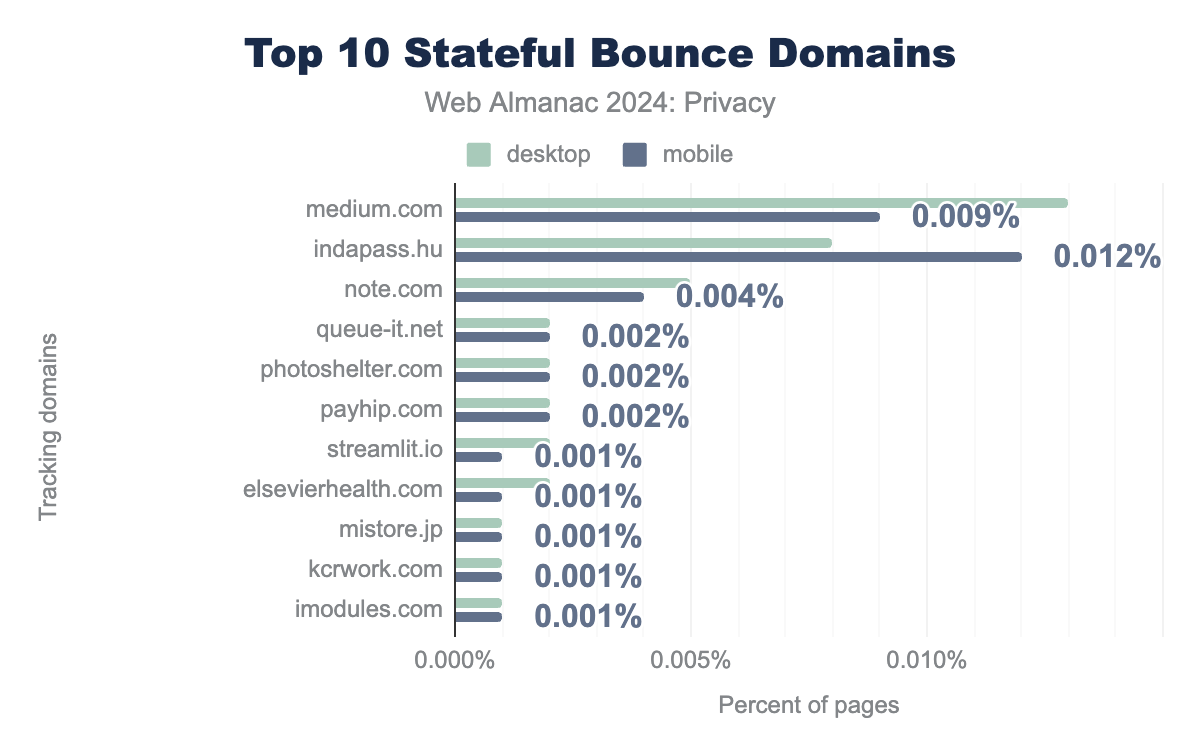 Top 10 Stateful Bounce Domains
Web Almanac 2024: Privacy
desktop mobile
medium.com 0.009%
indapass.hu 0.012%
note.com 0.004%
queue-it.net 0.002%
photoshelter.com 0.002%
payhip.com 0.002%
streamlit.io 0.001%
elsevierhealth.com 0.001%
mistore.jp 0.001%
kcrwork.com 0.001%
imodules.com 0.001%
Tracking domains
0.000% 0.005% 0.010%
Percent of pages